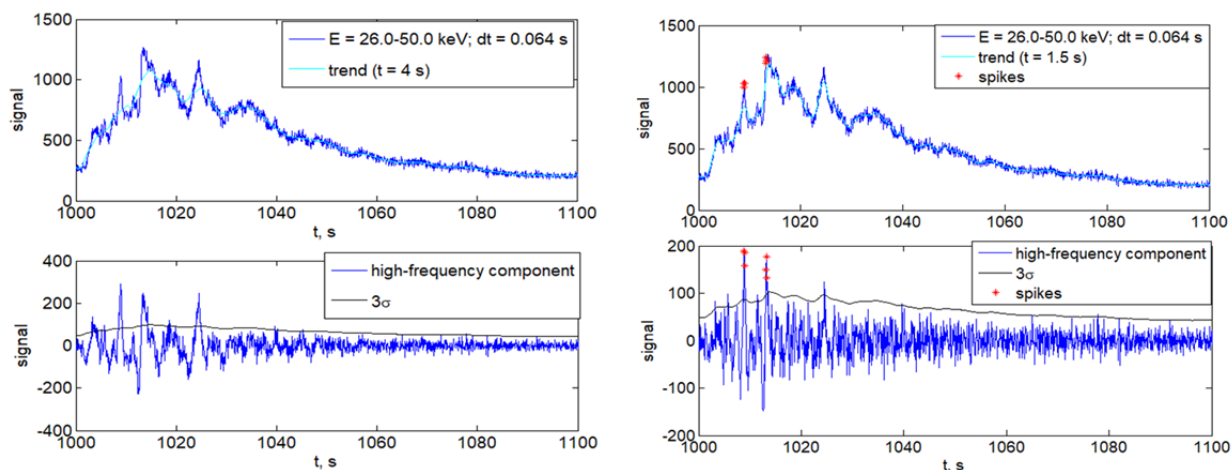 1500
1000
500
0
signal
E = 26.0-50.0 keV; dt = 0.064 s
trend (t = 4 s)
1000 1020 1040 1060 1080 1100
t, s
400
200
0
-200
-400
signal
high-frequency component
3σ
1000 1020 1040 1060 1080 1100
t, s
1500
1000
500
0
signal
E = 26.0-50.0 keV; dt = 0.064 s
trend (t = 1.5 s)
spikes
1000 1020 1040 1060 1080 1100
t, s
200
100
0
-100
-200
signal
high-frequency component
3σ
spikes
1000 1020 1040 1060 1080 1100
t, s